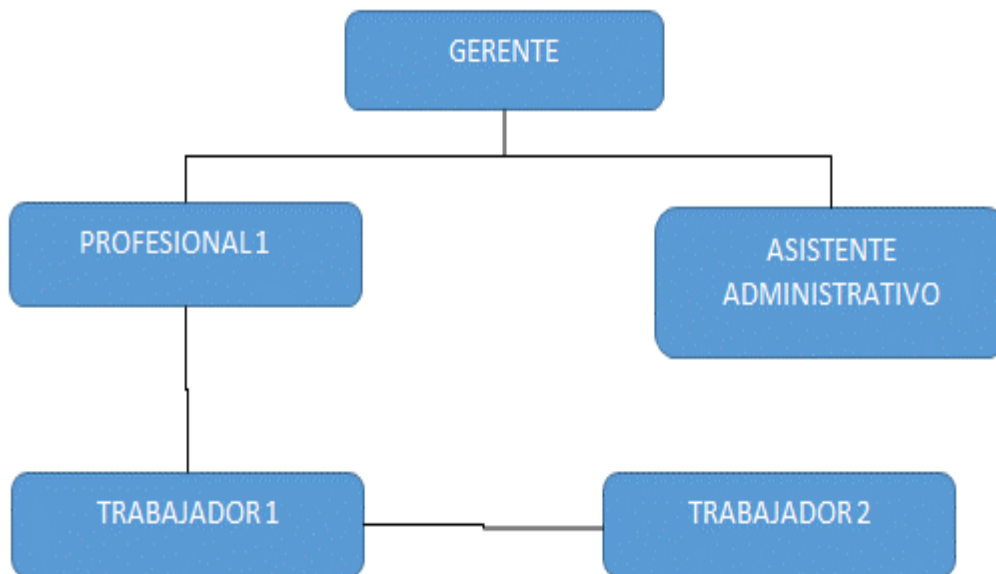 GERENTE
PROFESIONAL 1
ASISTENTE
ADMINISTRATIVO
TRABAJADOR 1
TRABAJADOR 2